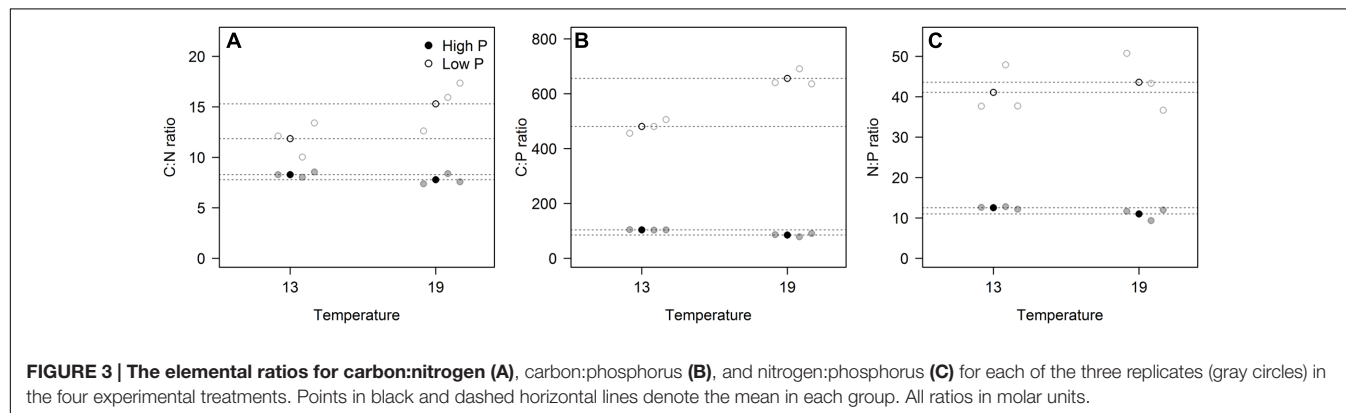 A
High P
Low P
20
15
10
5
0
C:N ratio
13
19
Temperature
B
800
600
400
200
0
C:P ratio
13
19
Temperature
C
50
40
30
20
10
0
N:P ratio
13
19
Temperature
FIGURE 3 | The elemental ratios for carbon:nitrogen (A), carbon:phosphorus (B), and nitrogen:phosphorus (C) for each of the three replicates (gray circles) in
the four experimental treatments. Points in black and dashed horizontal lines denote the mean in each group. All ratios in molar units.